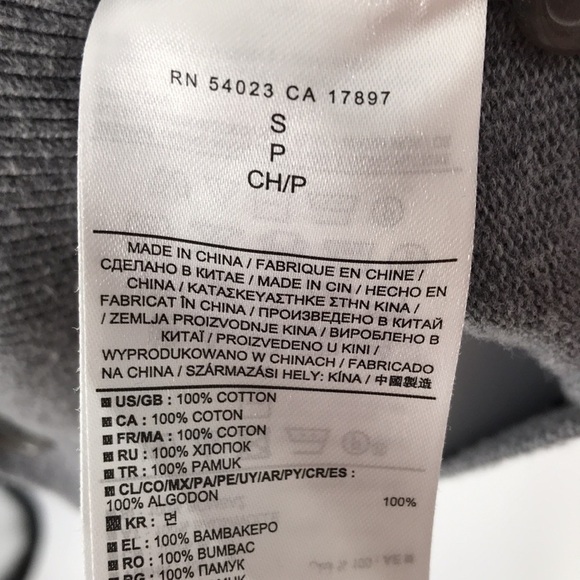 RN 54023 CA 17897
S
P
CH/P
MADE IN CHINA / FABRIQUE EN CHINE /
СДЕЛАНО В КИТАЕ / MADE IN CIN / HECHO EN
CHINA / ΚΑΤΑΣΚΕΥΑΣΤΗΚΕ ΣΤΗΝ ΚΙΝΑ /
FABRICAT ÎN CHINA / ПРОИЗВЕДЕНО В КИТАЙ
/ ZEMLJA PROIZVODNJE KINA / ВИРОБЛЕНО В
КИТАЇ / PROIZVEDENO U KINI /
WYPRODUKOWANO W CHINACH / FABRICADO
NA CHINA / SZÁRMAZÁSI HELY: KÍNA / 中國製造
US/GB : 100% COTTON
CA : 100% COTON
FR/MA : 100% COTON
RU : 100% ХЛОПОК
TR : 100% PAMUK
CL/CO/MX/PA/PE/UY/AR/PY/CR/ES :
100% ALGODON
KR : 면 100%
EL : 100% ΒΑΜΒΑΚΕΡΟ
RO : 100% BUMBAC
BG : 100% ПАМУК